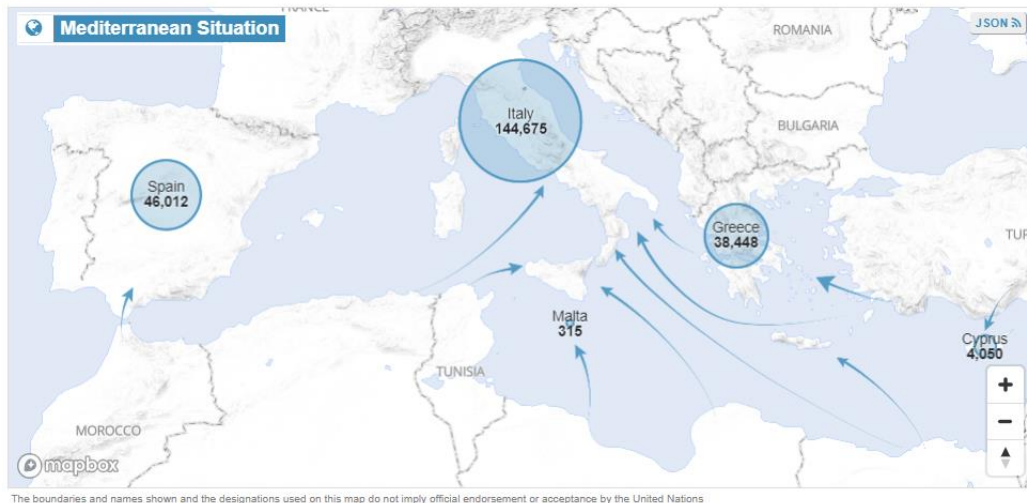 FRANCE
Mediterranean Situation
JSON
ROMANIA
Italy
144,675
BULGARIA
Spain
46,012
Greece
38,448
TUR
Malta
315
Cyprus
4,050
TUNISIA
+
MOROCCO
−
mapbox
The boundaries and names shown and the designations used on this map do not imply official endorsement or acceptance by the United Nations